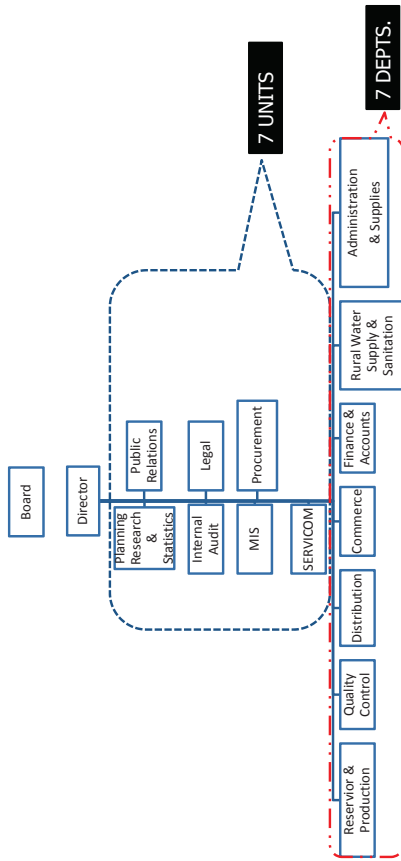 Board
Director
Planning
Research
&
Statistics
Public
Relations
Internal
Audit
Legal
MIS
Procurement
SERVICOM
7 UNITS
Reservior &
Production
Quality
Control
Distribution
Commerce
Finance &
Accounts
Rural Water
Supply &
Sanitation
Administration
& Supplies
7 DEPTS.